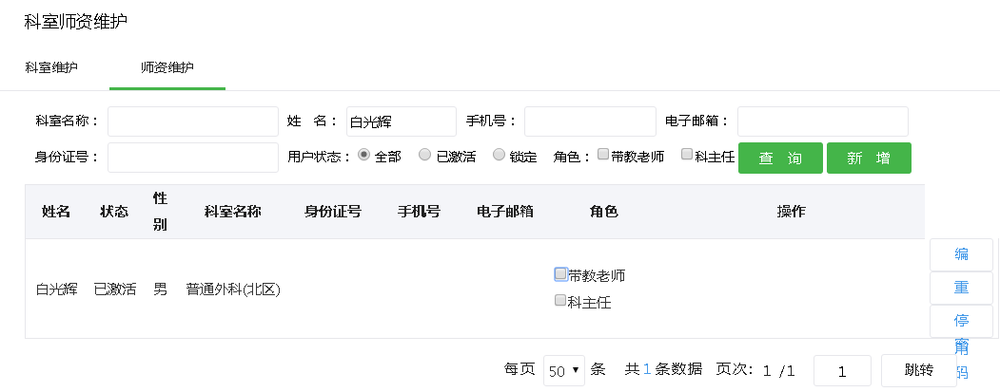 科室师资维护
科室维护 师资维护
科室名称： 姓 名： 白光辉 手机号： 电子邮箱：
身份证号： 用户状态： 全部 已激活 锁定 角色： 带教老师 科主任 查 询 新 增
姓名 状态 性别 科室名称 身份证号 手机号 电子邮箱 角色 操作
编
带教老师
重
白光辉 已激活 男 普通外科(北区)
科主任
停
用
码
每页 50 条 共1条数据 页次: 1 /1 1 跳转